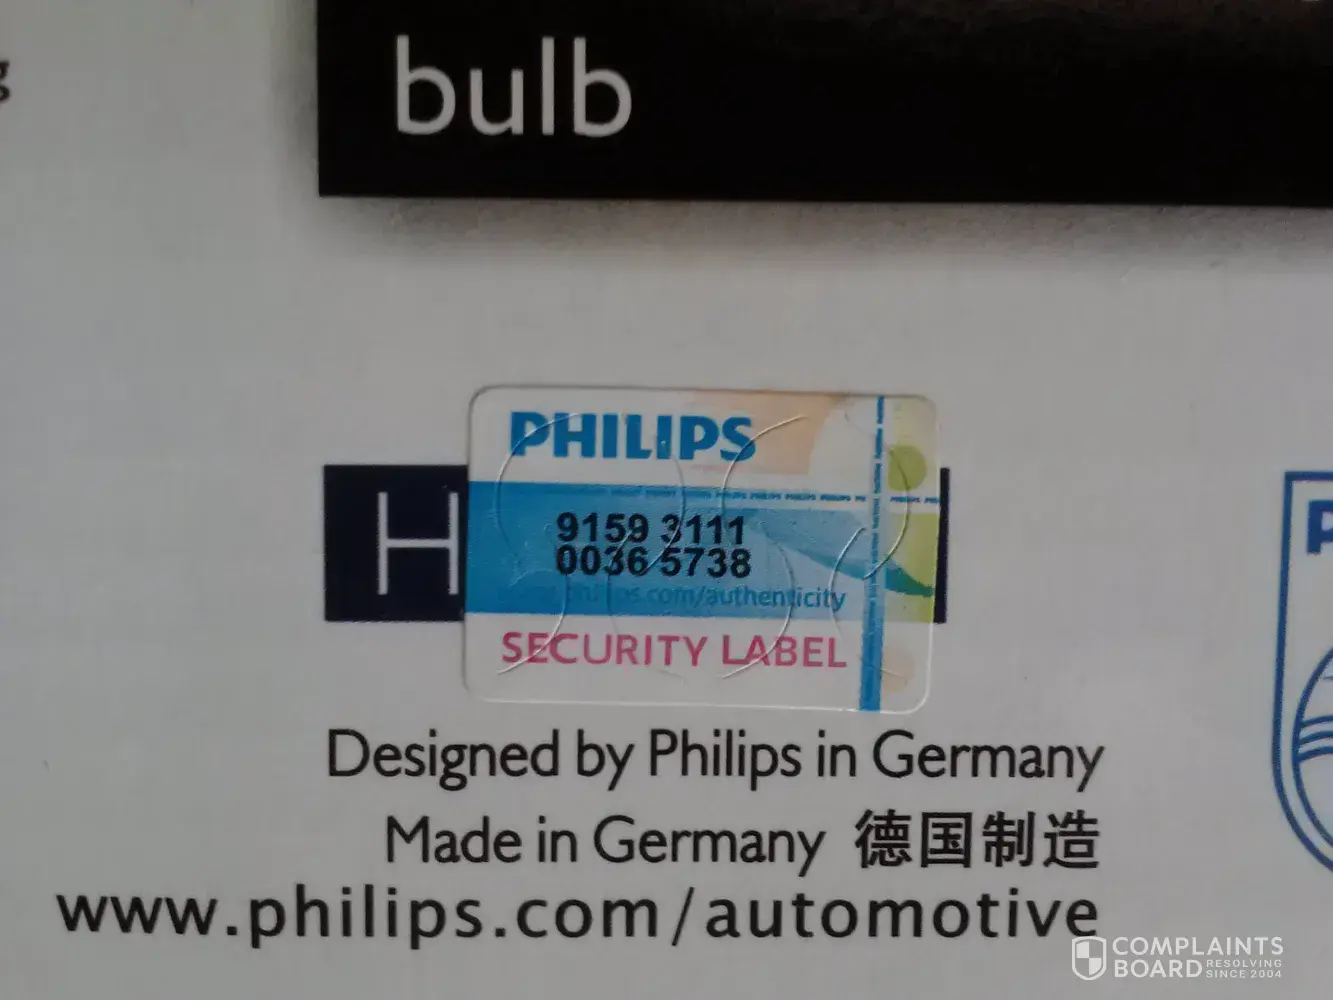 bulb
PHILIPS
9159 3111
0036 5738
philips.com/authenticity
SECURITY LABEL
H
Designed by Philips in Germany
Made in Germany 德国制造
www.philips.com/automotive
COMPLAINTS
BOARD RESOLVING
SINCE 2004